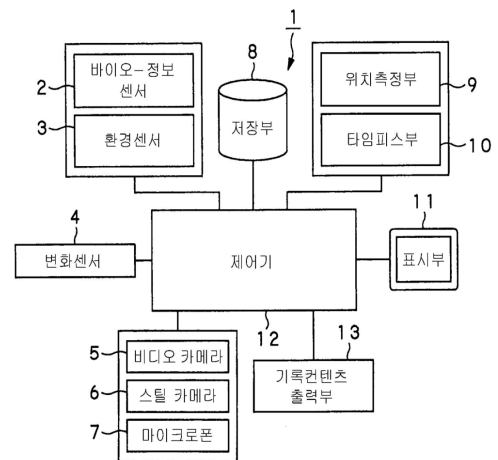 1
2
바이오-정보
센서
3
환경센서
8
저장부
위치측정부
9
타임피스부
10
4
변화센서
제어기
12
11
표시부
5
비디오 카메라
6
스틸 카메라
7
마이크로폰
13
기록컨텐츠
출력부